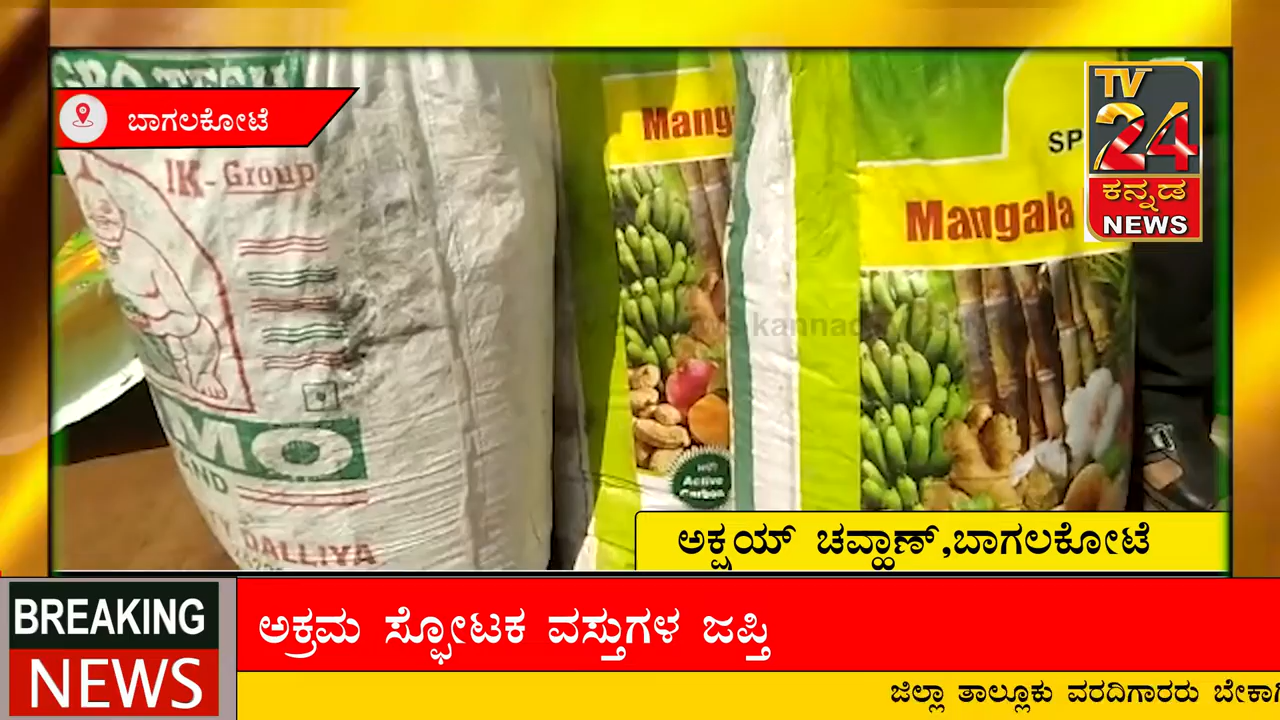 ಬಾಗಲಕೋಟೆ
IK-Group
DALLIYA
Mangala
SP
with
Active
Carbon
TV
24
ಕನ್ನಡ
NEWS
ಅಕ್ಷಯ್ ಚವ್ಹಾಣ್,ಬಾಗಲಕೋಟೆ
BREAKING
NEWS
ಅಕ್ರಮ ಸ್ಫೋಟಕ ವಸ್ತುಗಳ ಜಪ್ತಿ
ಜಿಲ್ಲಾ ತಾಲ್ಲೂಕು ವರದಿಗಾರರು ಬೇಕಾಗಿ